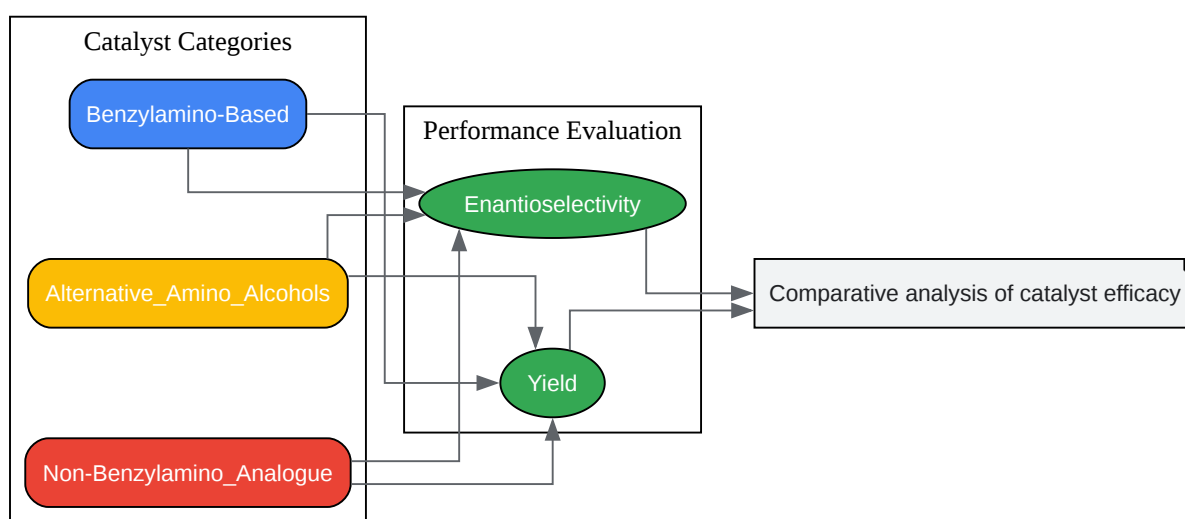 Catalyst Categories
Benzylamino-Based
Alternative_Amino_Alcohols
Non-Benzylamino_Analogue
Performance Evaluation
Enantioselectivity
Yield
Comparative analysis of catalyst efficacy